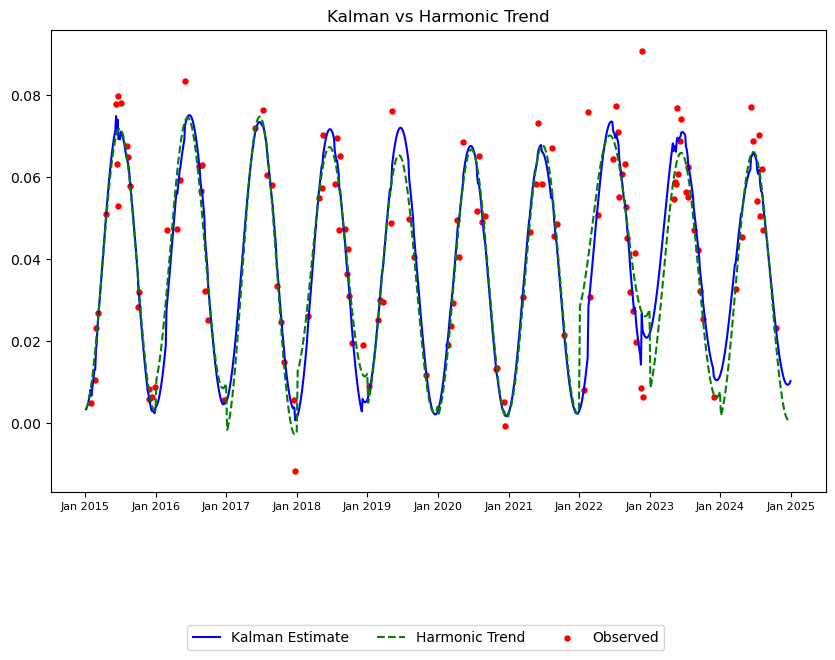 Kalman vs Harmonic Trend
0.08
0.06
0.04
0.02
0.00
Jan 2015 Jan 2016 Jan 2017 Jan 2018 Jan 2019 Jan 2020 Jan 2021 Jan 2022 Jan 2023 Jan 2024 Jan 2025
Kalman Estimate Harmonic Trend Observed